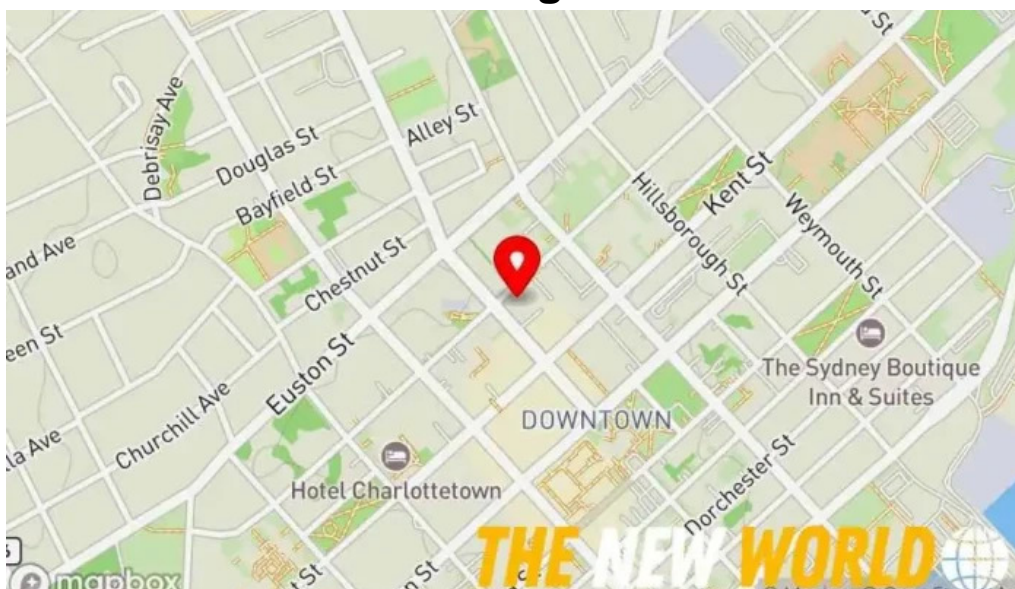 Debrisay Ave
Douglas St
Alley St
Bayfield St
Hillsborough St
Kent St
Weymouth St
and Ave
Chestnut St
een St
Euston St
Churchill Ave
la Ave
The Sydney Boutique
Inn & Suites
DOWNTOWN
Hotel Charlottetown
Dorchester St
THE NEW WORLD
mapbox